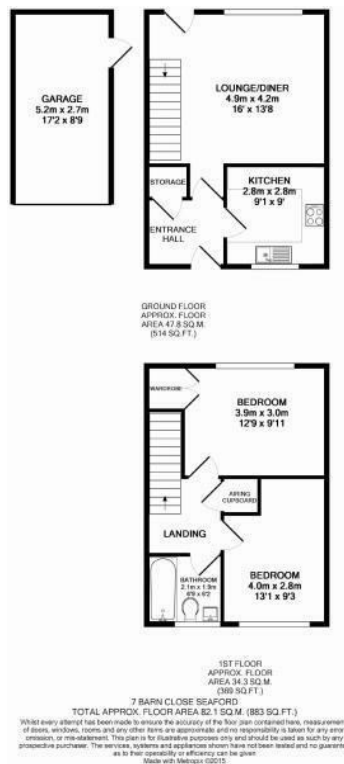 GARAGE
5.2m x 2.7m
17'2 x 8'9
LOUNGE/DINER
4.9m x 4.2m
16' x 13'8
STORAGE
KITCHEN
2.8m x 2.8m
9'1 x 9'
ENTRANCE
HALL
GROUND FLOOR
APPROX. FLOOR
AREA 47.8 SQ.M.
(514 SQ.FT.)
WARDROBE
BEDROOM
3.9m x 3.0m
12'9 x 9'11
AIRING
CUPBOARD
LANDING
BATHROOM
2.1m x 1.9m
6'9 x 6'2
BEDROOM
4.0m x 2.8m
13'1 x 9'3
1ST FLOOR
APPROX. FLOOR
AREA 34.3 SQ.M.
(369 SQ.FT.)
7 BARN CLOSE SEAFORD
TOTAL APPROX. FLOOR AREA 82.1 SQ.M. (883 SQ.FT.)
Whilst every attempt has been made to ensure the accuracy of the floor plan contained here, measurement
of doors, windows, rooms and any other items are approximate and no responsibility is taken for any error
omission, or mis-statement. This plan is for illustrative purposes only and should be used as such by any
prospective purchaser. The services, systems and appliances shown have not been tested and no guarante
as to their operability or efficiency can be given
Made with Metropix ©2015